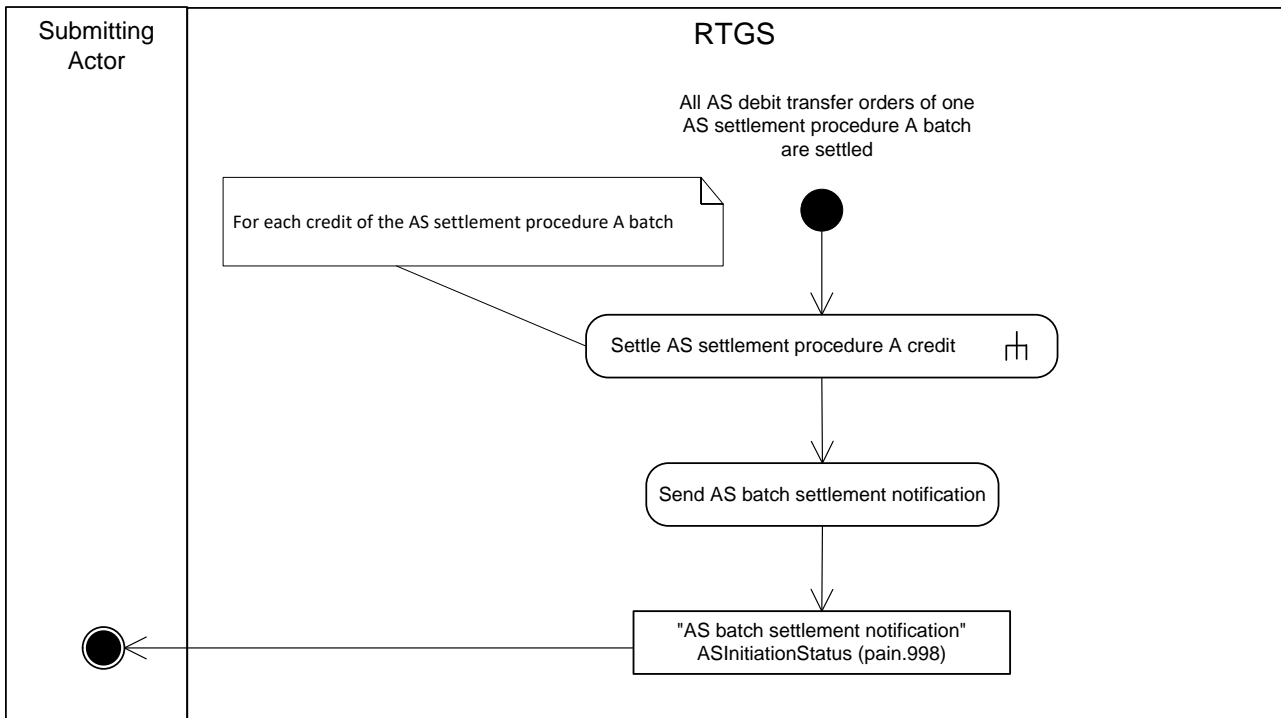 Submitting
Actor
RTGS
All AS debit transfer orders of one
AS settlement procedure A batch
are settled
For each credit of the AS settlement procedure A batch
Settle AS settlement procedure A credit
Send AS batch settlement notification
"AS batch settlement notification"
ASInitiationStatus (pain.998)